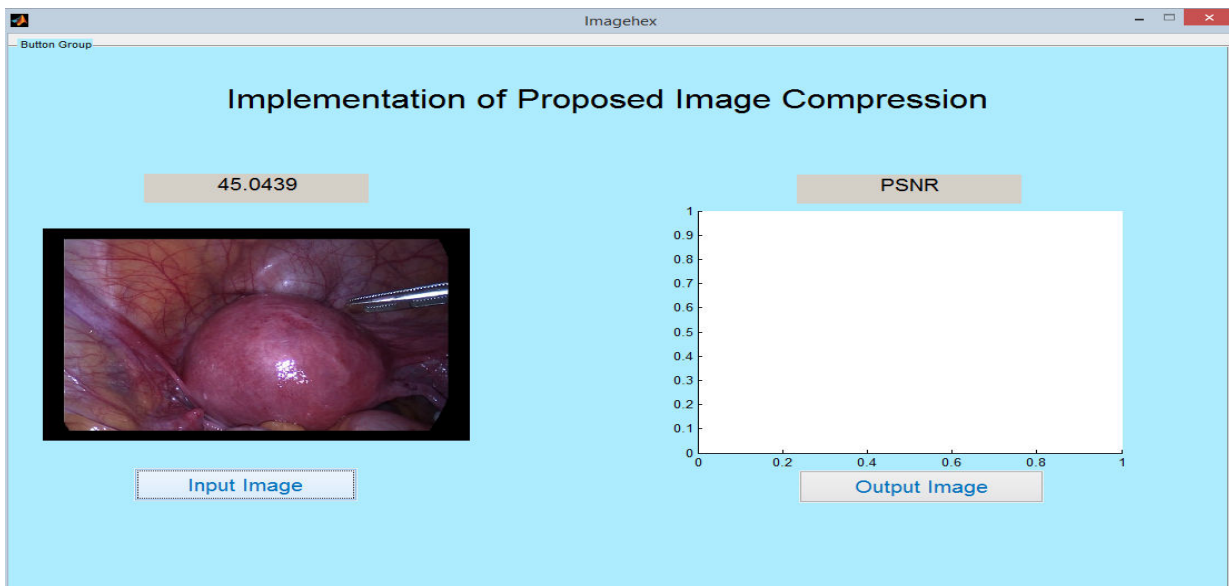 Imagehex
Button Group
Implementation of Proposed Image Compression
45.0439
PSNR
1
0.9
0.8
0.7
0.6
0.5
0.4
0.3
0.2
0.1
0
0 0.2 0.4 0.6 0.8 1
Input Image
Output Image